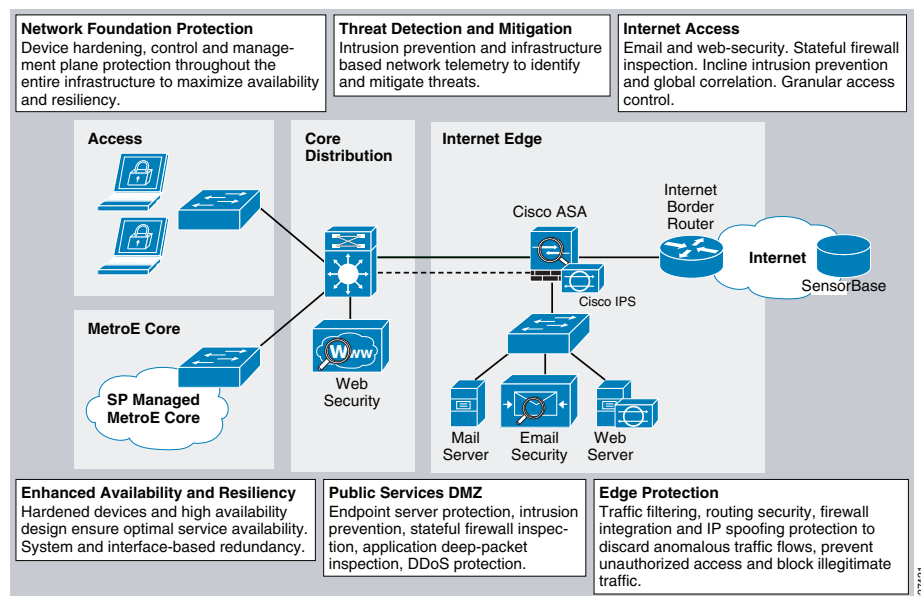 Network Foundation Protection
Device hardening, control and manage-
ment plane protection throughout the
entire infrastructure to maximize availability
and resiliency.
Threat Detection and Mitigation
Intrusion prevention and infrastructure
based network telemetry to identify
and mitigate threats.
Internet Access
Email and web-security. Stateful firewall
inspection. Incline intrusion prevention
and global correlation. Granular access
control.
Access
Core
Distribution
Internet Edge
Cisco ASA
Internet
Border
Router
Internet
SensorBase
Cisco IPS
MetroE Core
SP Managed
MetroE Core
Www
Web
Security
Mail
Server
Email
Security
Web
Server
Enhanced Availability and Resiliency
Hardened devices and high availability
design ensure optimal service availability.
System and interface-based redundancy.
Public Services DMZ
Endpoint server protection, intrusion
prevention, stateful firewall inspec-
tion, application deep-packet
inspection, DDoS protection.
Edge Protection
Traffic filtering, routing security, firewall
integration and IP spoofing protection to
discard anomalous traffic flows, prevent
unauthorized access and block illegitimate
traffic.